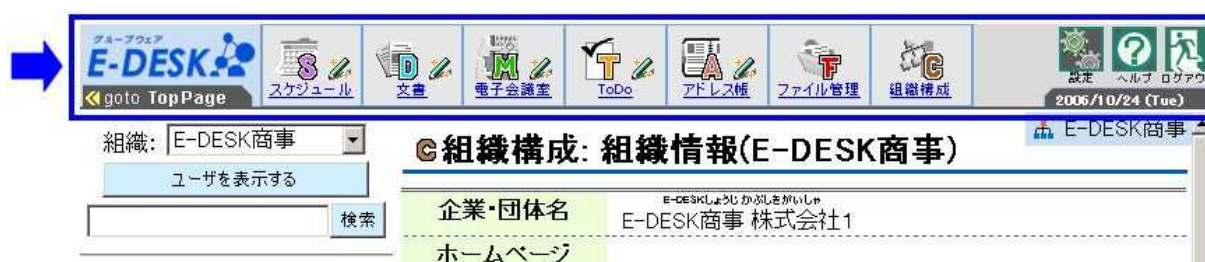 グループウェア
E-DESK
goto TopPage
S
スケジュール
D
文書
M
電子会議室
T
ToDo
A
アドレス帳
F
ファイル管理
C
組織構成
設定
ヘルプ
ログアウ
2006/10/24 (Tue)
組織: E-DESK商事
ユーザを表示する
検索
E-DESK商事
C組織構成: 組織情報(E-DESK商事)
企業・団体名
E-DESKしょうじ かぶしきがいしゃ
E-DESK商事 株式会社1
ホームページ